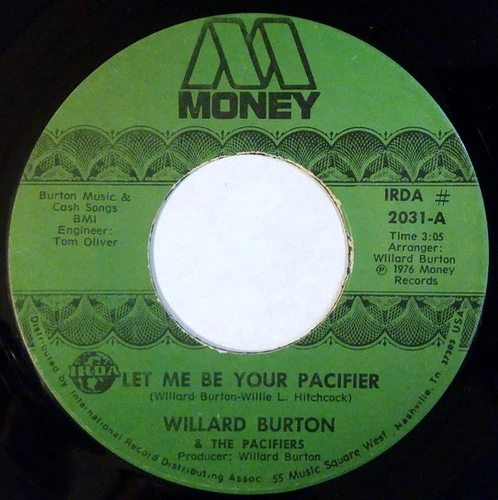 MONEY
Burton Music &
Cash Songs
BMI
Engineer:
Tom Oliver
IRDA #
2031-A
Time 3:05
Arranger:
Willard Burton
℗ 1976 Money
Records
IRDA
LET ME BE YOUR PACIFIER
(Willard Burton-Willie L. Hitchcock)
WILLARD BURTON
& THE PACIFIERS
Producer: Willard Burton
Distributed by International Record Distributing Assoc 55 Music Square West, Nashville, Tn. 37203 USA